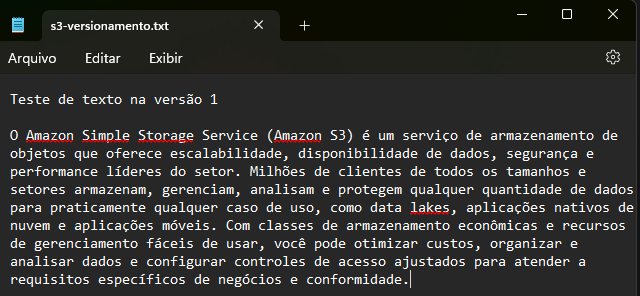 s3-versionamento.txt
Arquivo Editar Exibir
Teste de texto na versão 1
O Amazon Simple Storage Service (Amazon S3) é um serviço de armazenamento de
objetos que oferece escalabilidade, disponibilidade de dados, segurança e
performance líderes do setor. Milhões de clientes de todos os tamanhos e
setores armazenam, gerenciam, analisam e protegem qualquer quantidade de dados
para praticamente qualquer caso de uso, como data lakes, aplicações nativos de
nuvem e aplicações móveis. Com classes de armazenamento econômicas e recursos
de gerenciamento fáceis de usar, você pode otimizar custos, organizar e
analisar dados e configurar controles de acesso ajustados para atender a
requisitos específicos de negócios e conformidade.